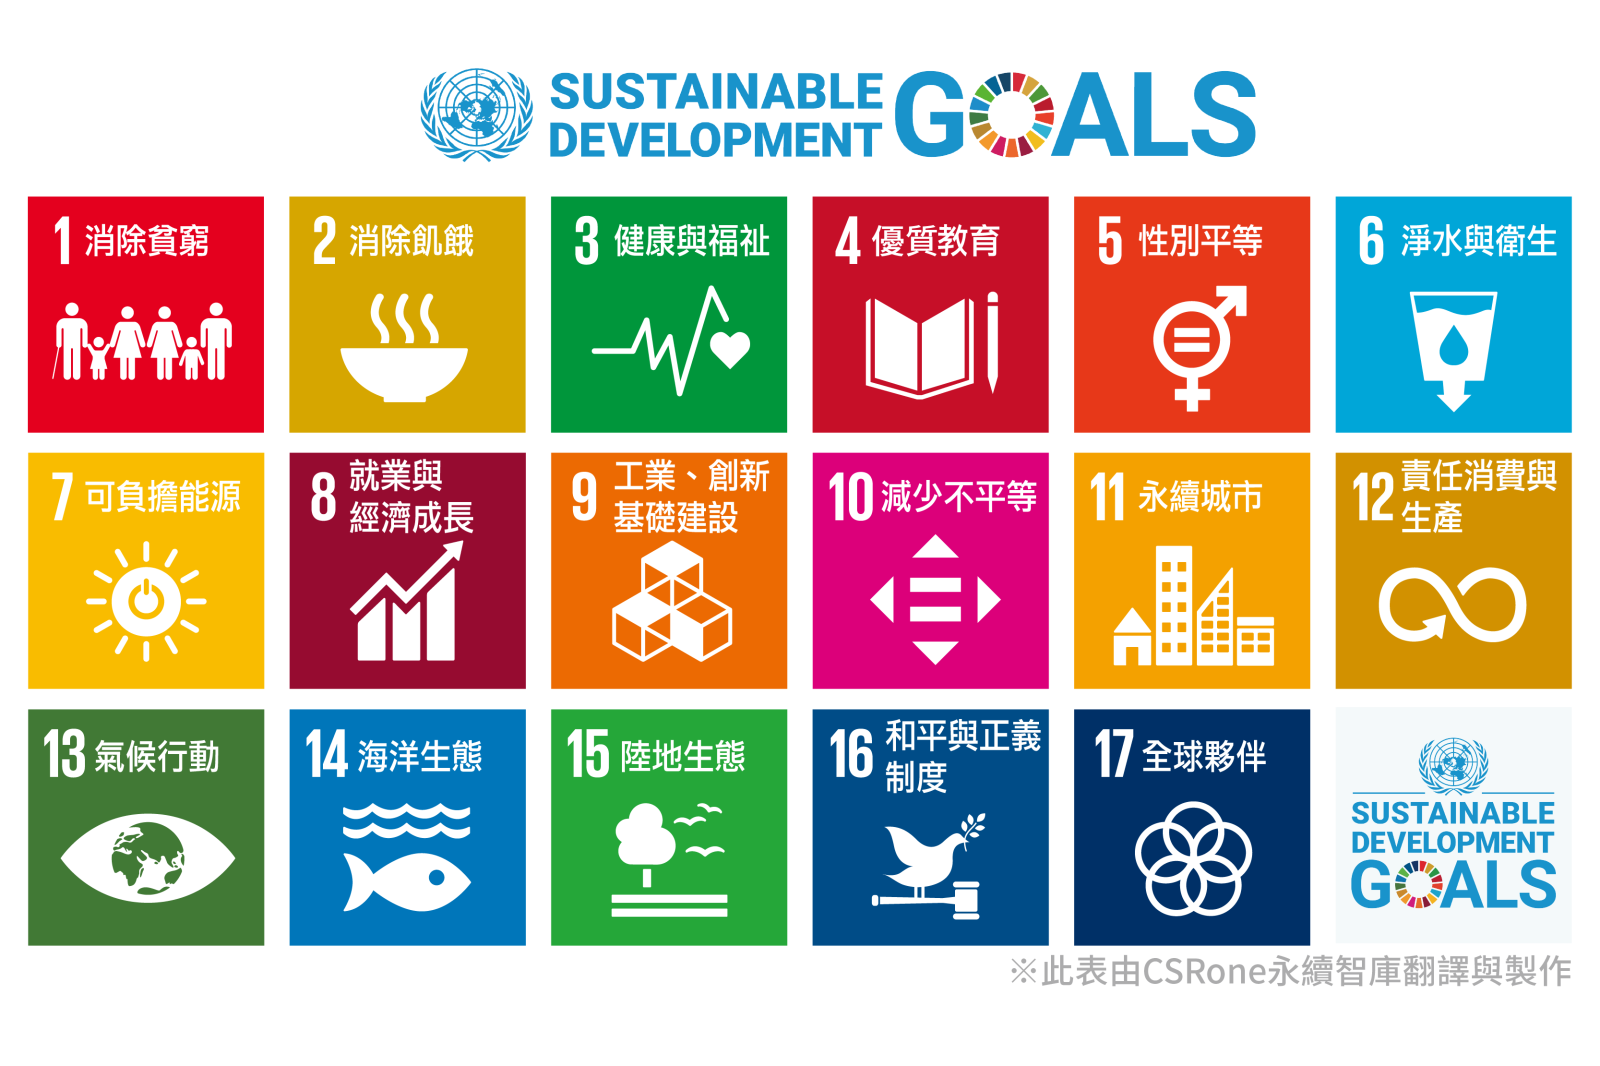 SUSTAINABLE
DEVELOPMENT
GOALS
1 消除貧窮
2 消除飢餓
3 健康與福祉
4 優質教育
5 性別平等
6 淨水與衛生
7 可負擔能源
8 就業與
經濟成長
9 工業、創新
基礎建設
10 減少不平等
11 永續城市
12 責任消費與
生產
13 氣候行動
14 海洋生態
15 陸地生態
16 和平與正義
制度
17 全球夥伴
SUSTAINABLE
DEVELOPMENT
GOALS
※此表由CSRone永續智庫翻譯與製作